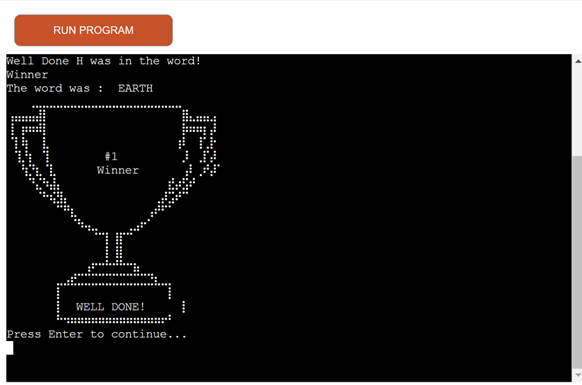 RUN PROGRAM
Well Done H was in the word!
Winner
The word was :  EARTH
#1
Winner
WELL DONE!
Press Enter to continue...